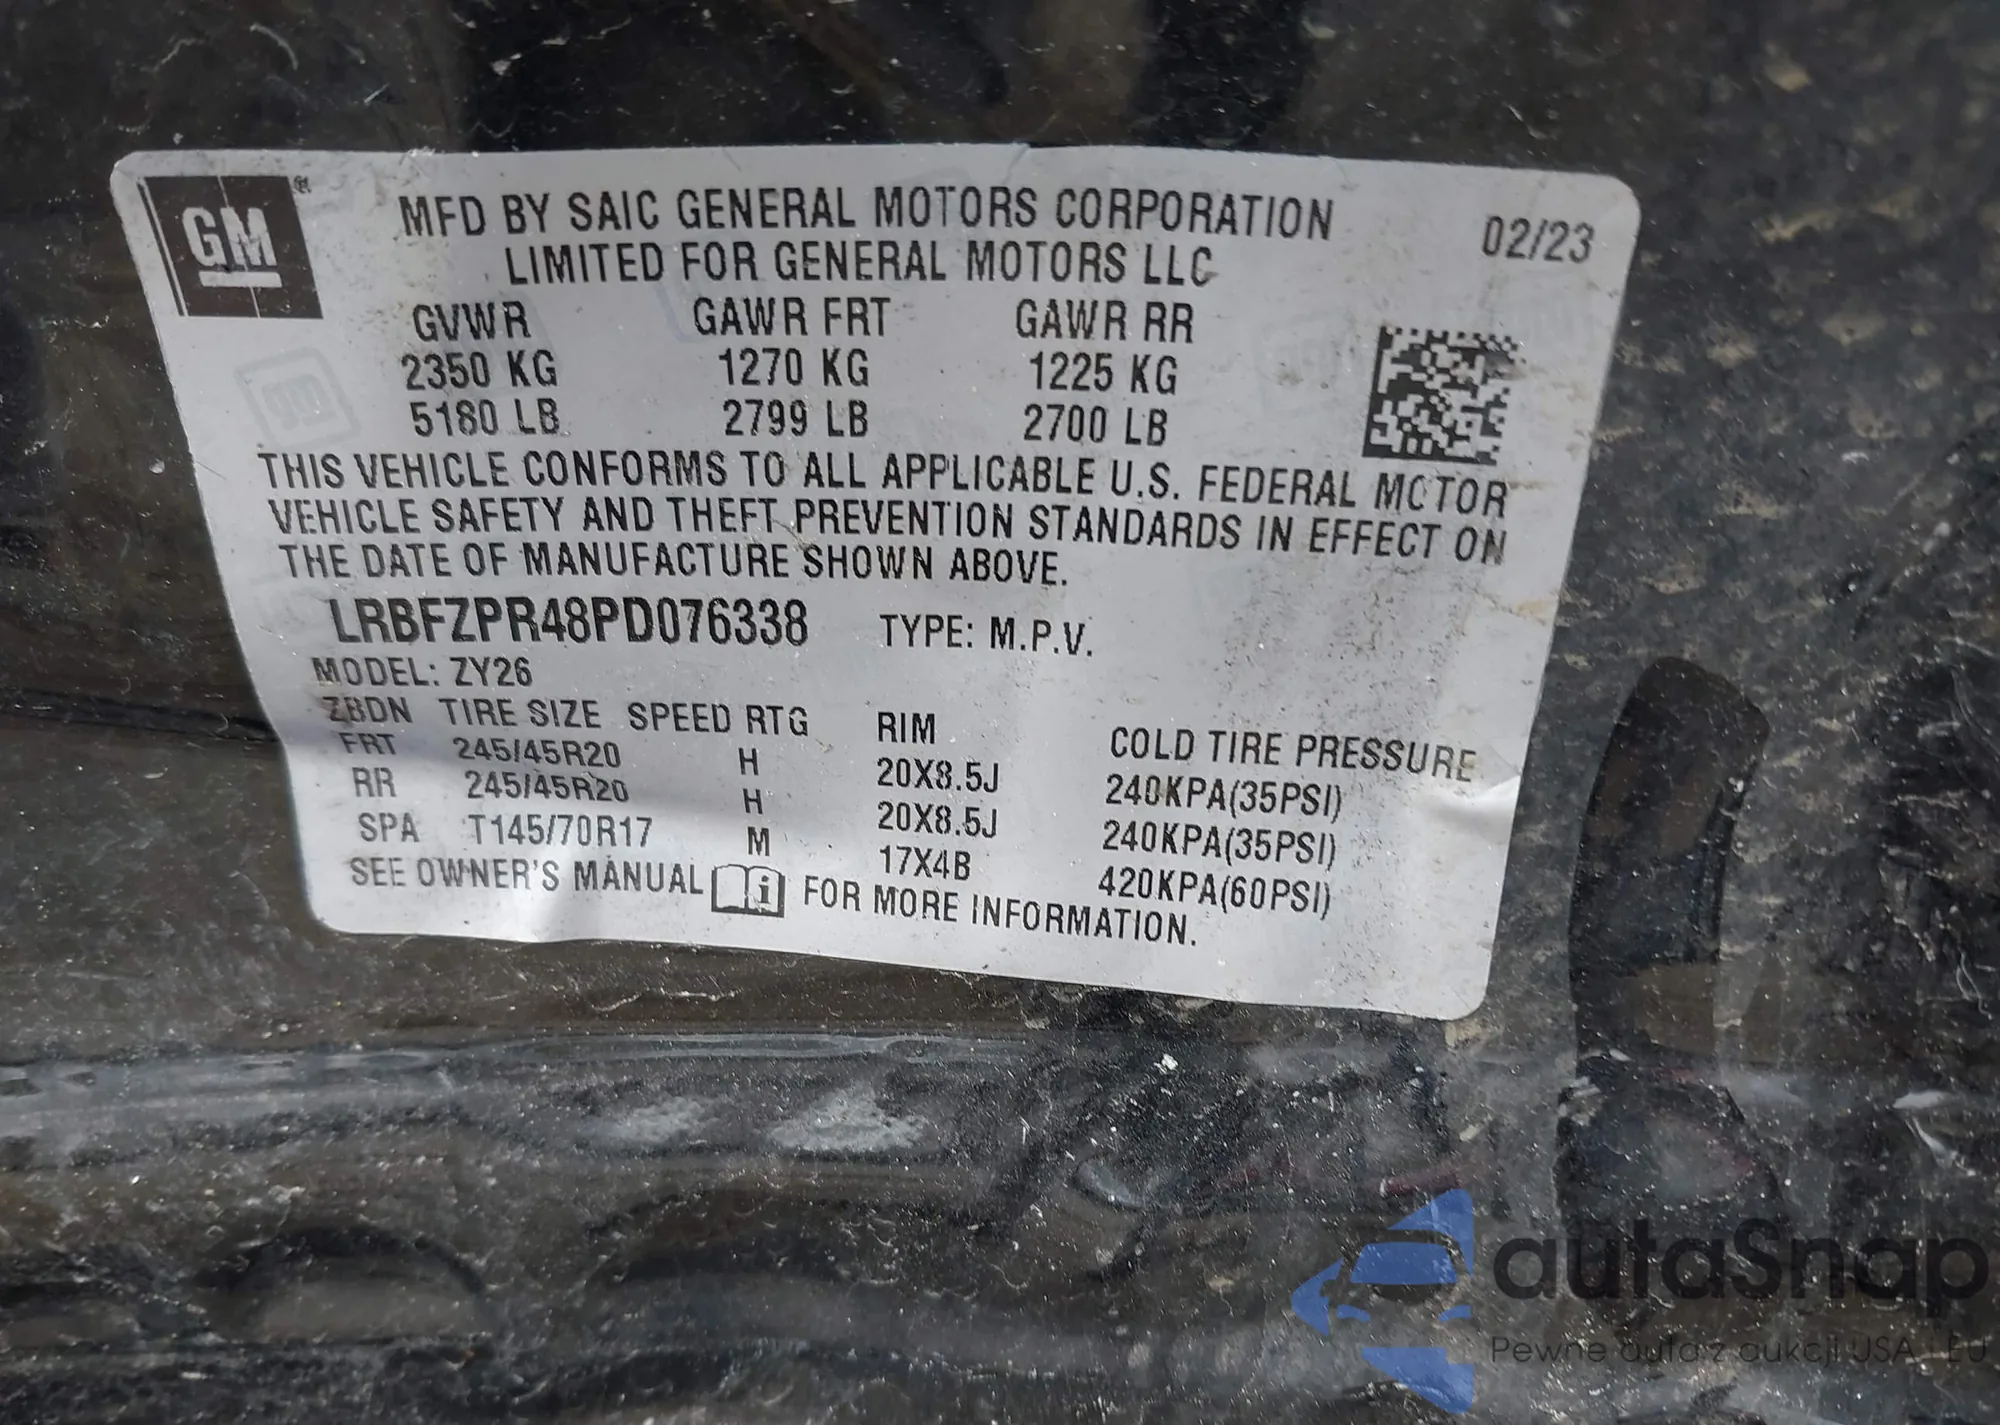 GM
MFD BY SAIC GENERAL MOTORS CORPORATION
LIMITED FOR GENERAL MOTORS LLC
02/23
GVWR GAWR FRT GAWR RR
2350 KG 1270 KG 1225 KG
5180 LB 2799 LB 2700 LB
THIS VEHICLE CONFORMS TO ALL APPLICABLE U.S. FEDERAL MOTOR
VEHICLE SAFETY AND THEFT PREVENTION STANDARDS IN EFFECT ON
THE DATE OF MANUFACTURE SHOWN ABOVE.
LRBFZPR48PD076338 TYPE: M.P.V.
MODEL: ZY26
ZBDN TIRE SIZE SPEED RTG RIM COLD TIRE PRESSURE
FRT 245/45R20 H 20X8.5J 240KPA(35PSI)
RR 245/45R20 H 20X8.5J 240KPA(35PSI)
SPA T145/70R17 M 17X4B 420KPA(60PSI)
SEE OWNER'S MANUAL i FOR MORE INFORMATION.
autaSnap
Pewne auta z aukcji USA i EU